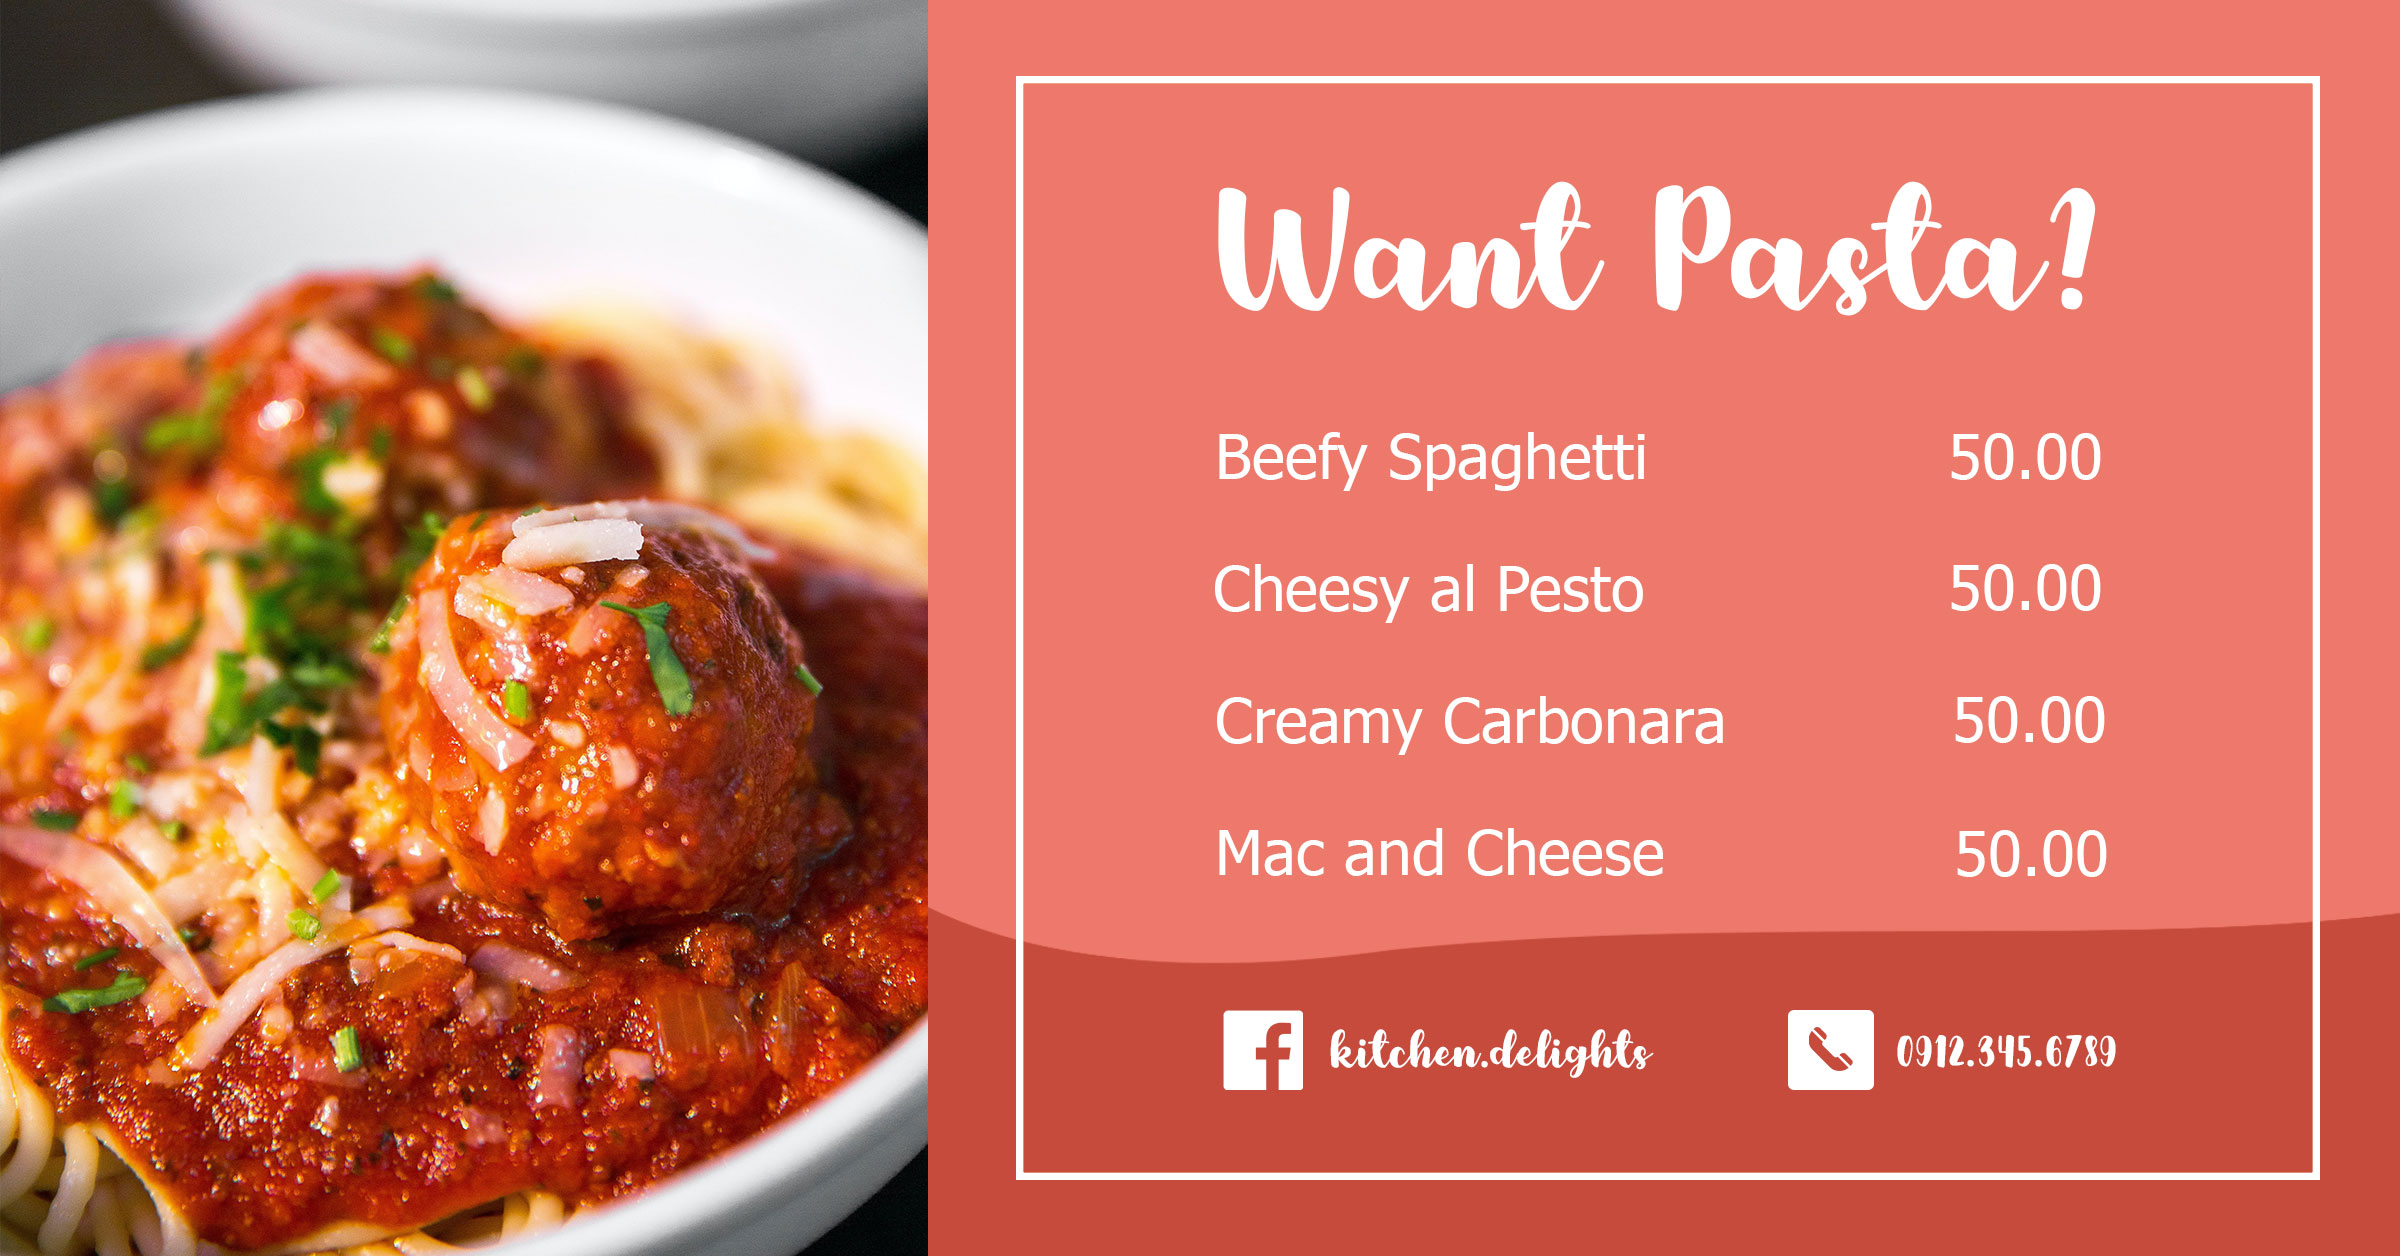 Want Pasta?
Beefy Spaghetti 50.00
Cheesy al Pesto 50.00
Creamy Carbonara 50.00
Mac and Cheese 50.00
kitchen.delights 0912.345.6789